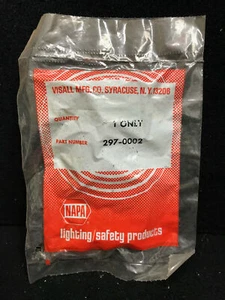 VISALL MFG. CO. SYRACUSE, N. Y. 13208
QUANTITY 1 ONLY
PART NUMBER 297-0002
NAPA
lighting/safety products